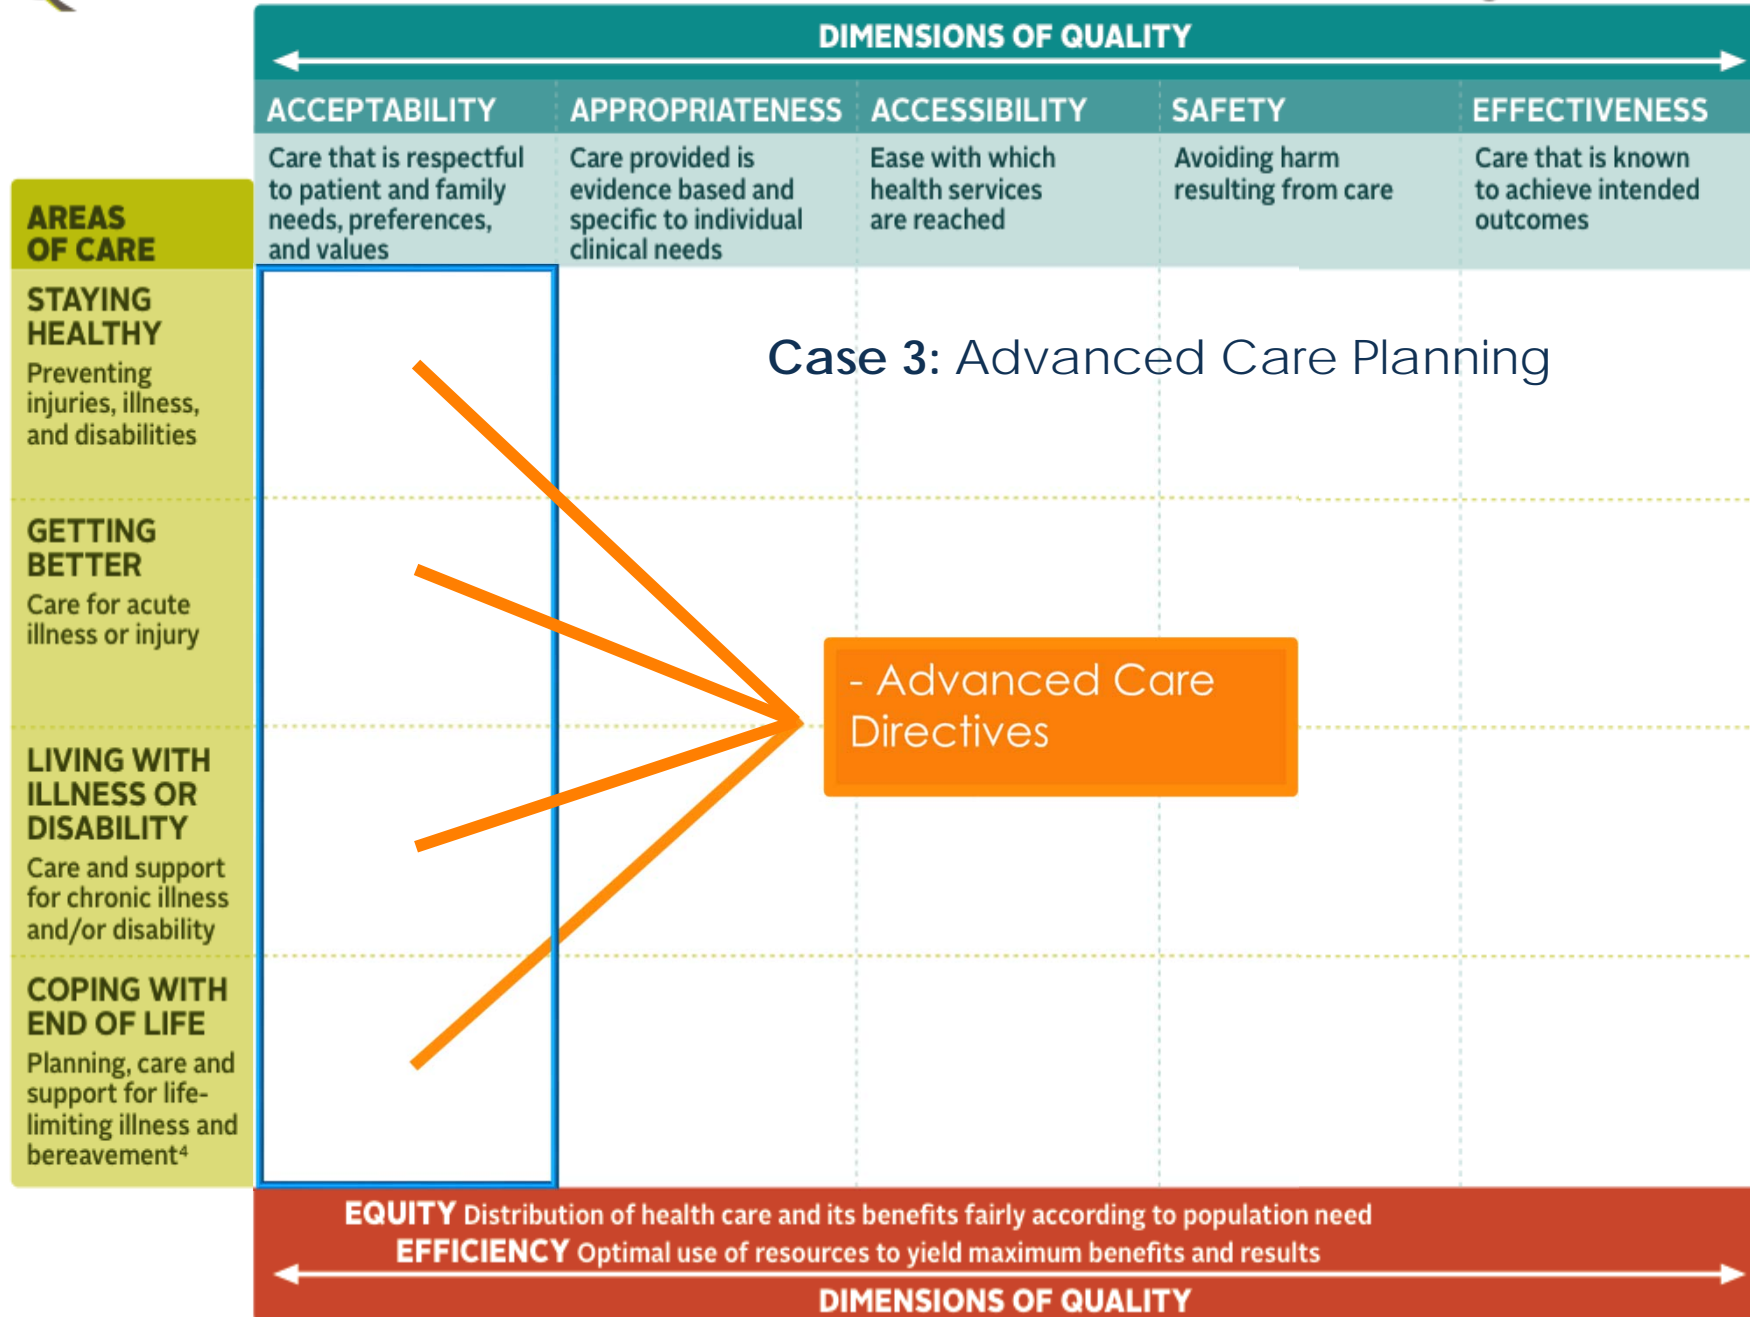 DIMENSIONS OF QUALITY
ACCEPTABILITY
Care that is respectful
to patient and family
needs, preferences,
and values
APPROPRIATENESS
Care provided is
evidence based and
specific to individual
clinical needs
ACCESSIBILITY
Ease with which
health services
are reached
SAFETY
Avoiding harm
resulting from care
EFFECTIVENESS
Care that is known
to achieve intended
outcomes
AREAS
OF CARE
STAYING
HEALTHY
Preventing
injuries, illness,
and disabilities
Case 3: Advanced Care Planning
GETTING
BETTER
Care for acute
illness or injury
- Advanced Care
Directives
LIVING WITH
ILLNESS OR
DISABILITY
Care and support
for chronic illness
and/or disability
COPING WITH
END OF LIFE
Planning, care and
support for life-
limiting illness and
bereavement⁴
EQUITY Distribution of health care and its benefits fairly according to population need
EFFICIENCY Optimal use of resources to yield maximum benefits and results
DIMENSIONS OF QUALITY